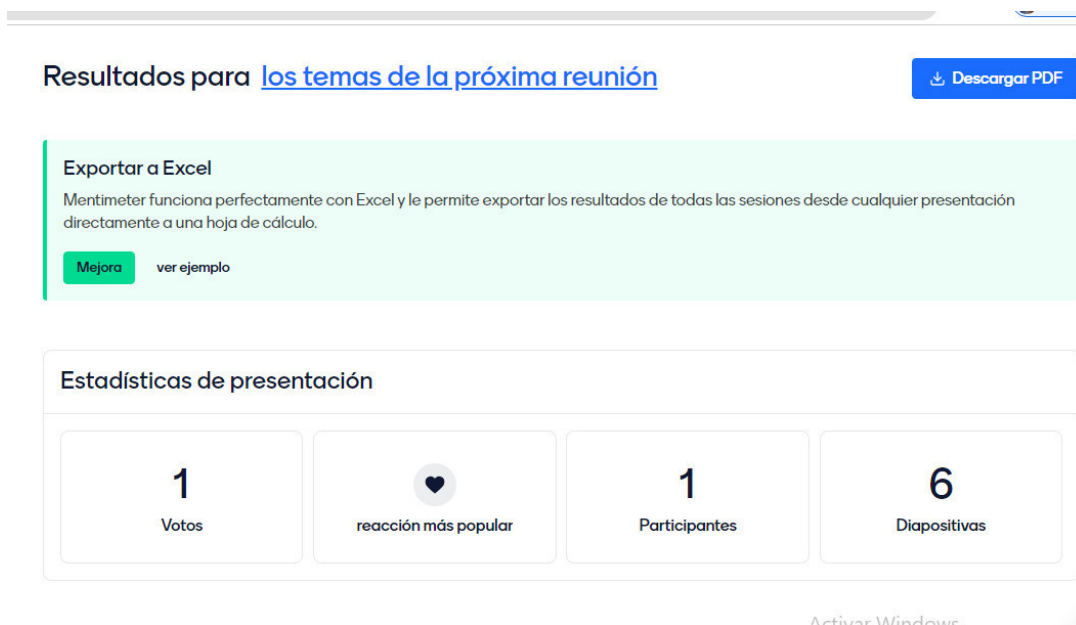 Resultados para los temas de la próxima reunión
Descargar PDF
Exportar a Excel
Mentimeter funciona perfectamente con Excel y le permite exportar los resultados de todas las sesiones desde cualquier presentación
directamente a una hoja de cálculo.
Mejora ver ejemplo
Estadísticas de presentación
1
Votos
reacción más popular
1
Participantes
6
Diapositivas
Activar Windows